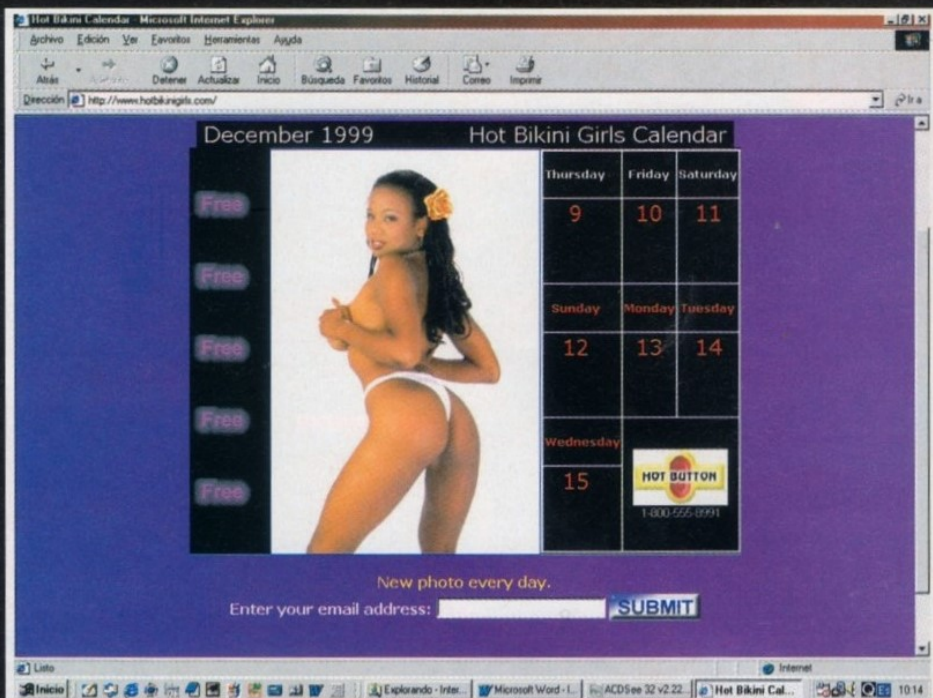 Hot Bikini Calendar - Microsoft Internet Explorer
Archivo Edición Ver Favoritos Herramientas Ayuda
Atrás Detener Actualizar Inicio Búsqueda Favoritos Historial Correo Imprimir
Dirección http://www.hotbikinigirls.com/ Ir a
December 1999 Hot Bikini Girls Calendar
Thursday Friday Saturday
9 10 11
Free
Free
Free
Free
Free
Sunday Monday Tuesday
12 13 14
Wednesday
15
HOT BUTTON
1-800-555-8991
New photo every day.
Enter your email address: SUBMIT
Listo Internet
Inicio Explorando - Inter... Microsoft Word - I... ACDSee 32 v2.22... Hot Bikini Cal... 10:14